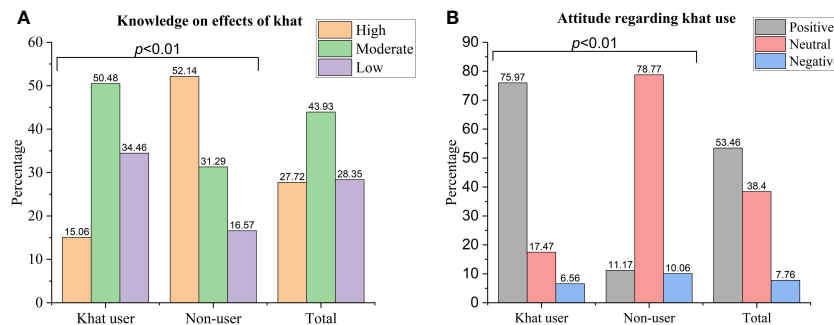 A
Knowledge on effects of khat
High
Moderate
Low
p<0.01
Percentage
60
50
40
30
20
10
0
15.06
50.48
34.46
52.14
31.29
16.57
27.72
43.93
28.35
Khat user
Non-user
Total
B
Attitude regarding khat use
Positive
Neutral
Negative
p<0.01
Percentage
90
80
70
60
50
40
30
20
10
0
75.97
17.47
6.56
11.17
78.77
10.06
53.46
38.4
7.76
Khat user
Non-user
Total